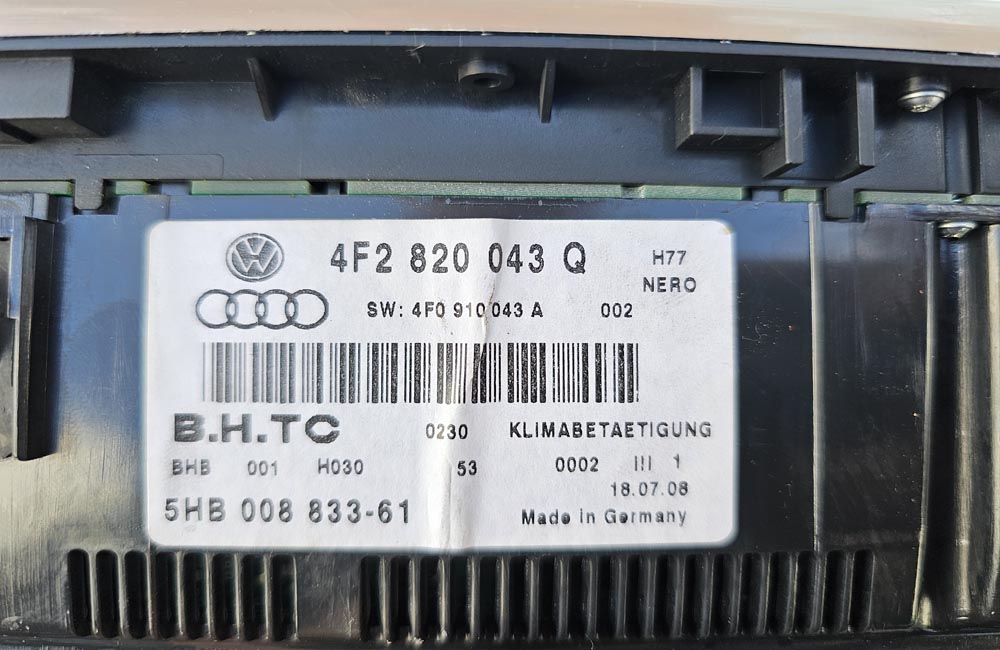 4F2 820 043 Q H77
NERO
SW: 4F0 910 043 A 002
B.H.TC 0230 KLIMABETAETIGUNG
BHB 001 H030 53 0002 III 1
18.07.08
5HB 008 833-61 Made in Germany